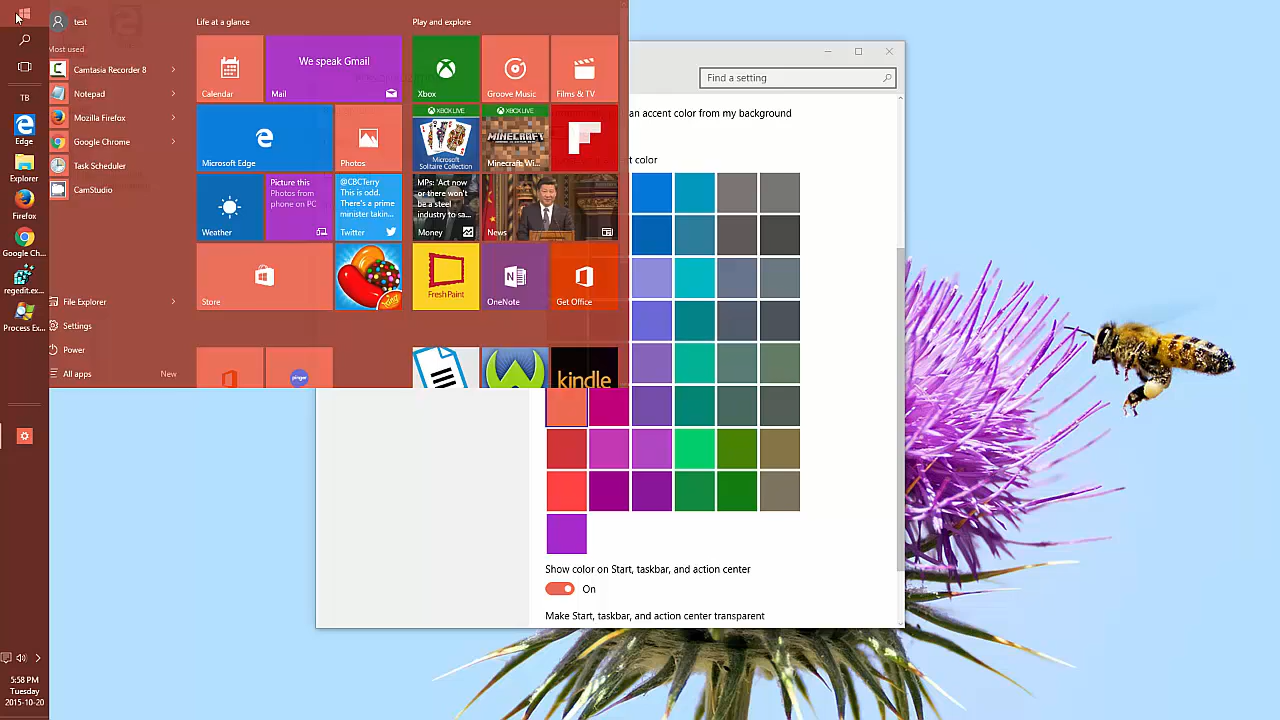 TB
Edge
Explorer
Firefox
Google Ch...
regedit.ex...
Process Ex...
5:58 PM
Tuesday
2015-10-20
test
Most used
Camtasia Recorder 8
Notepad
Mozilla Firefox
Google Chrome
Task Scheduler
CamStudio
File Explorer
Settings
Power
All apps
New
Life at a glance
Calendar
We speak Gmail
Mail
Microsoft Edge
Photos
Weather
Picture this
Photos from
phone on PC
@CBCTerry
This is odd.
There's a prime
minister takin...
Twitter
Store
King
pinger
Play and explore
Xbox
Groove Music
Films & TV
XBOX LIVE
Microsoft
Solitaire Collection
XBOX LIVE
MINECRAFT
Minecraft: Wi...
MPs: 'Act now
or there won't
be a steel
industry to sa...
Money
News
Fresh Paint
OneNote
Get Office
kindle
Find a setting
an accent color from my background
color
Show color on Start, taskbar, and action center
On
Make Start, taskbar, and action center transparent